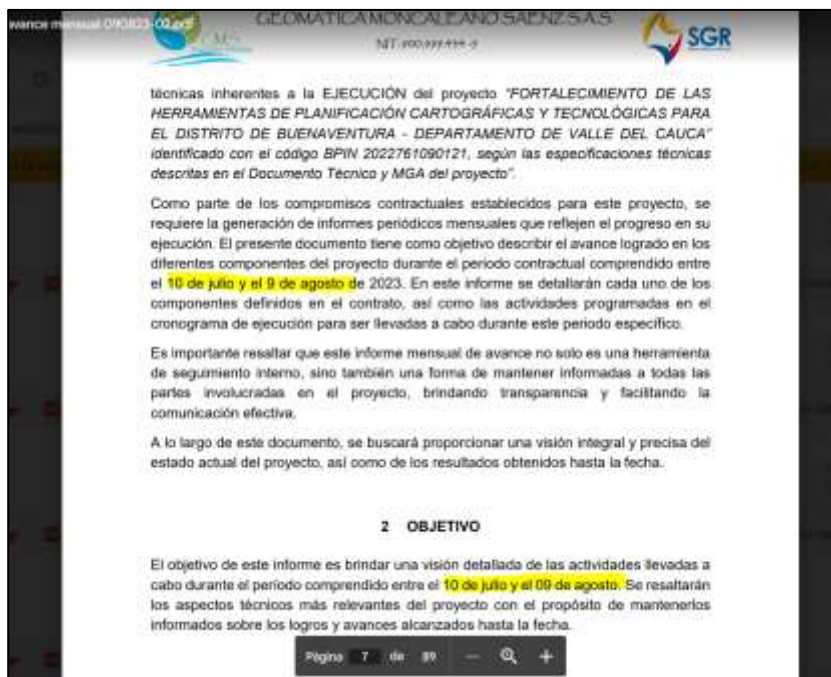 avance mensual 090823-02.pdf
GEOMATICA MONCALEANO SAENZ S.A.S.
SGR
técnicas inherentes a la EJECUCIÓN del proyecto "FORTALECIMIENTO DE LAS
HERRAMIENTAS DE PLANIFICACIÓN CARTOGRÁFICAS Y TECNOLÓGICAS PARA
EL DISTRITO DE BUENAVENTURA - DEPARTAMENTO DE VALLE DEL CAUCA"
identificado con el código BPIN 2022761090121, según las especificaciones técnicas
descritas en el Documento Técnico y MGA del proyecto".
Como parte de los compromisos contractuales establecidos para este proyecto, se
requiere la generación de informes periódicos mensuales que reflejen el progreso en su
ejecución. El presente documento tiene como objetivo describir el avance logrado en los
diferentes componentes del proyecto durante el período contractual comprendido entre
el 10 de julio y el 9 de agosto de 2023. En este informe se detallarán cada uno de los
componentes definidos en el contrato, así como las actividades programadas en el
cronograma de ejecución para ser llevadas a cabo durante este período específico.
Es importante resaltar que este informe mensual de avance no solo es una herramienta
de seguimiento interno, sino también una forma de mantener informadas a todas las
partes involucradas en el proyecto, brindando transparencia y facilitando la
comunicación efectiva.
A lo largo de este documento, se buscará proporcionar una visión integral y precisa del
estado actual del proyecto, así como de los resultados obtenidos hasta la fecha.
2 OBJETIVO
El objetivo de este informe es brindar una visión detallada de las actividades llevadas a
cabo durante el período comprendido entre el 10 de julio y el 09 de agosto. Se resaltarán
los aspectos técnicos más relevantes del proyecto con el propósito de mantenerlos
informados sobre los logros y avances alcanzados hasta la fecha.
Página 7 de 89